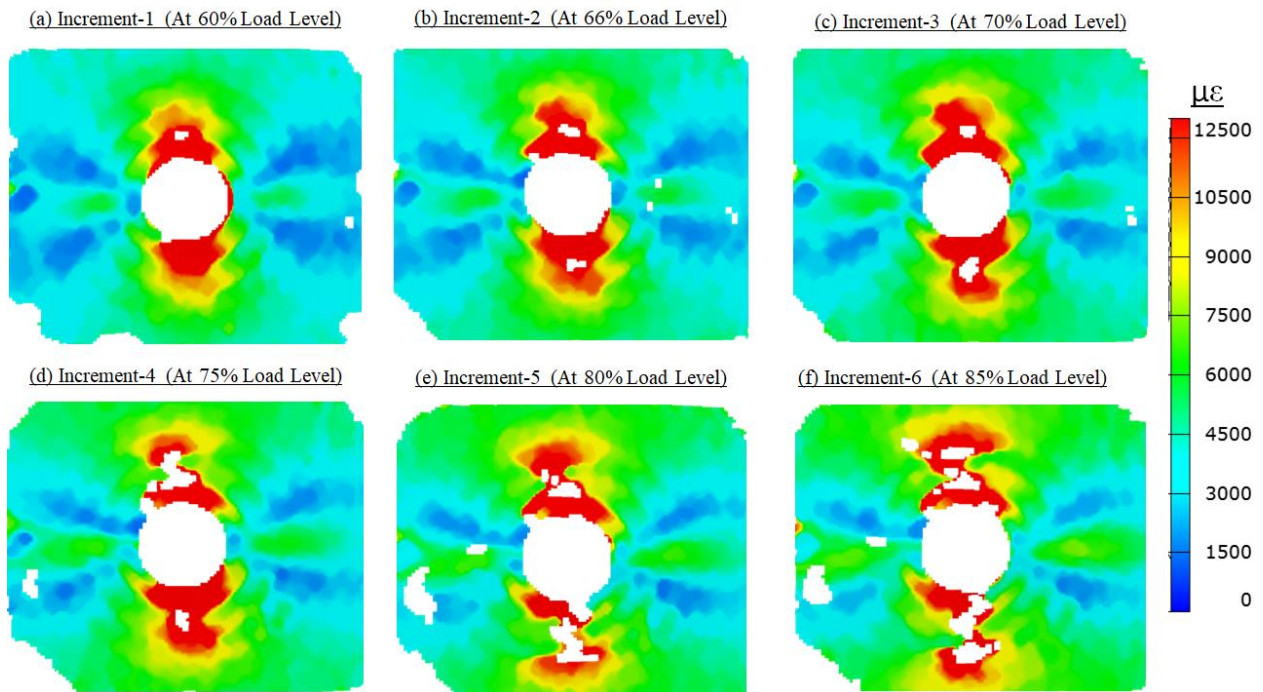 (a) Increment-1 (At 60% Load Level)
(b) Increment-2 (At 66% Load Level)
(c) Increment-3 (At 70% Load Level)
με
12500
10500
9000
7500
6000
4500
3000
1500
0
(d) Increment-4 (At 75% Load Level)
(e) Increment-5 (At 80% Load Level)
(f) Increment-6 (At 85% Load Level)